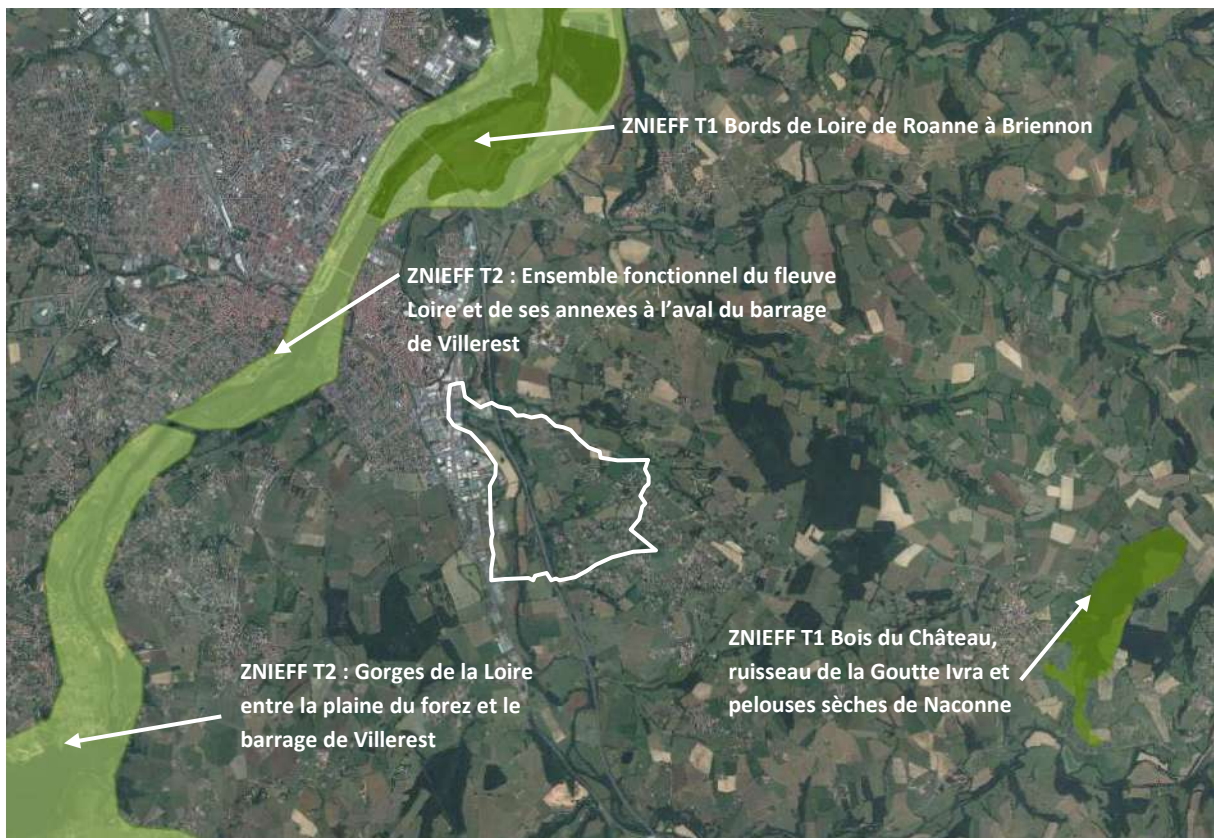 ZNIEFF T1 Bords de Loire de Roanne à Briennon
ZNIEFF T2 : Ensemble fonctionnel du fleuve
Loire et de ses annexes à l’aval du barrage
de Villerest
ZNIEFF T2 : Gorges de la Loire
entre la plaine du forez et le
barrage de Villerest
ZNIEFF T1 Bois du Château,
ruisseau de la Goutte Ivra et
pelouses sèches de Naconne